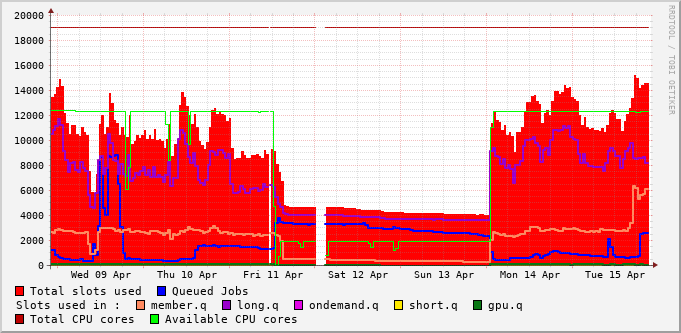 20000
18000
16000
14000
12000
10000
8000
6000
4000
2000
0
Wed 09 Apr Thu 10 Apr Fri 11 Apr Sat 12 Apr Sun 13 Apr Mon 14 Apr Tue 15 Apr
RRDTOOL / TOBI OETIKER
Total slots used Queued Jobs
Slots used in : member.q long.q ondemand.q short.q gpu.q
Total CPU cores Available CPU cores